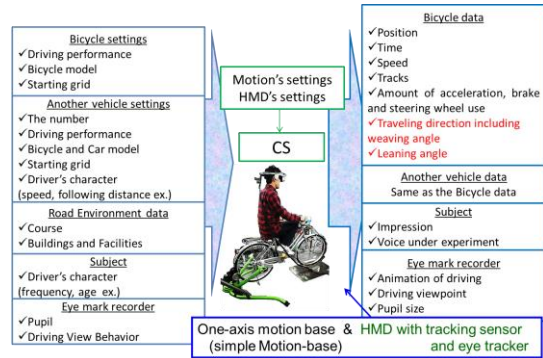 Bicycle settings
✓Driving performance
✓Bicycle model
✓Starting grid
Another vehicle settings
✓The number
✓Driving performance
✓Bicycle and Car model
✓Starting grid
✓Driver's character
(speed, following distance ex.)
Road Environment data
✓Course
✓Buildings and Facilities
Subject
✓Driver's character
(frequency, age ex.)
Eye mark recorder
✓Pupil
✓Driving View Behavior
Motion's settings
HMD's settings
CS
Bicycle data
✓Position
✓Time
✓Speed
✓Tracks
✓Amount of acceleration, brake
and steering wheel use
✓Traveling direction including
weaving angle
✓Leaning angle
Another vehicle data
Same as the Bicycle data
Subject
✓Impression
✓Voice under experiment
Eye mark recorder
✓Animation of driving
✓Driving viewpoint
✓Pupil size
One-axis motion base & HMD with tracking sensor
(simple Motion-base) and eye tracker